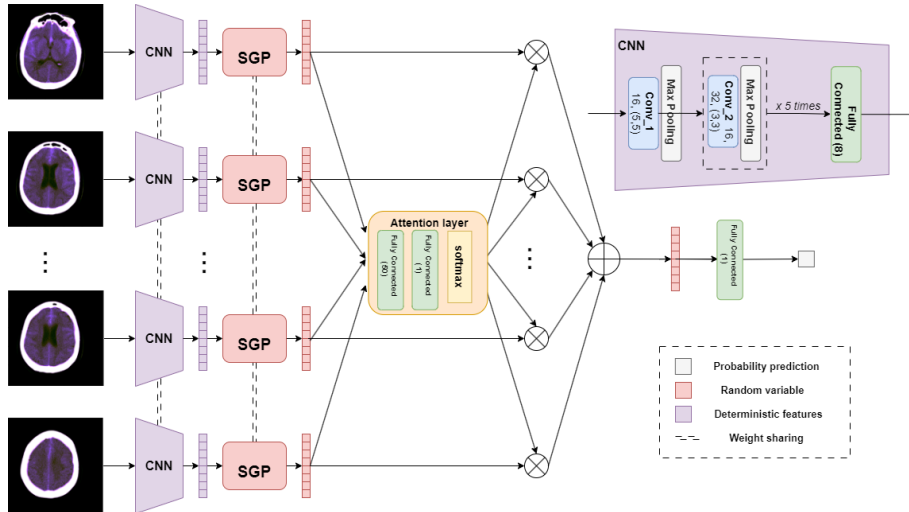 CNN
SGP
CNN
SGP
CNN
SGP
CNN
SGP
Attention layer
Fully Connected
(60)
Fully Connected
(1)
softmax
CNN
Conv_1
16, (5,5)
Max Pooling
Conv_2 16,
32, (3,3)
Max Pooling
x 5 times
Fully
Connected (8)
Fully Connected
(1)
Probability prediction
Random variable
Deterministic features
Weight sharing